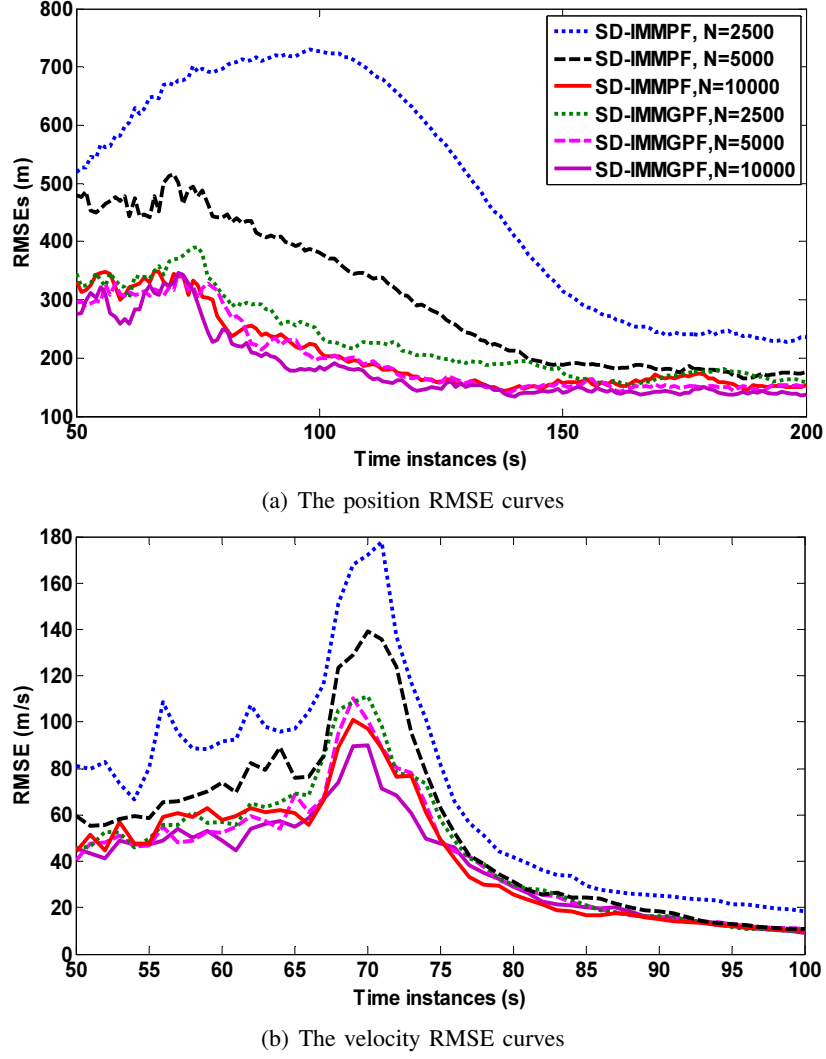 800
700
600
500
400
300
200
100
RMSEs (m)
SD-IMMPF, N=2500
SD-IMMPF, N=5000
SD-IMMPF,N=10000
SD-IMMGPF,N=2500
SD-IMMGPF,N=5000
SD-IMMGPF,N=10000
50 100 150 200
Time instances (s)
(a) The position RMSE curves
180
160
140
120
100
80
60
40
20
0
RMSE (m/s)
50 55 60 65 70 75 80 85 90 95 100
Time instances (s)
(b) The velocity RMSE curves